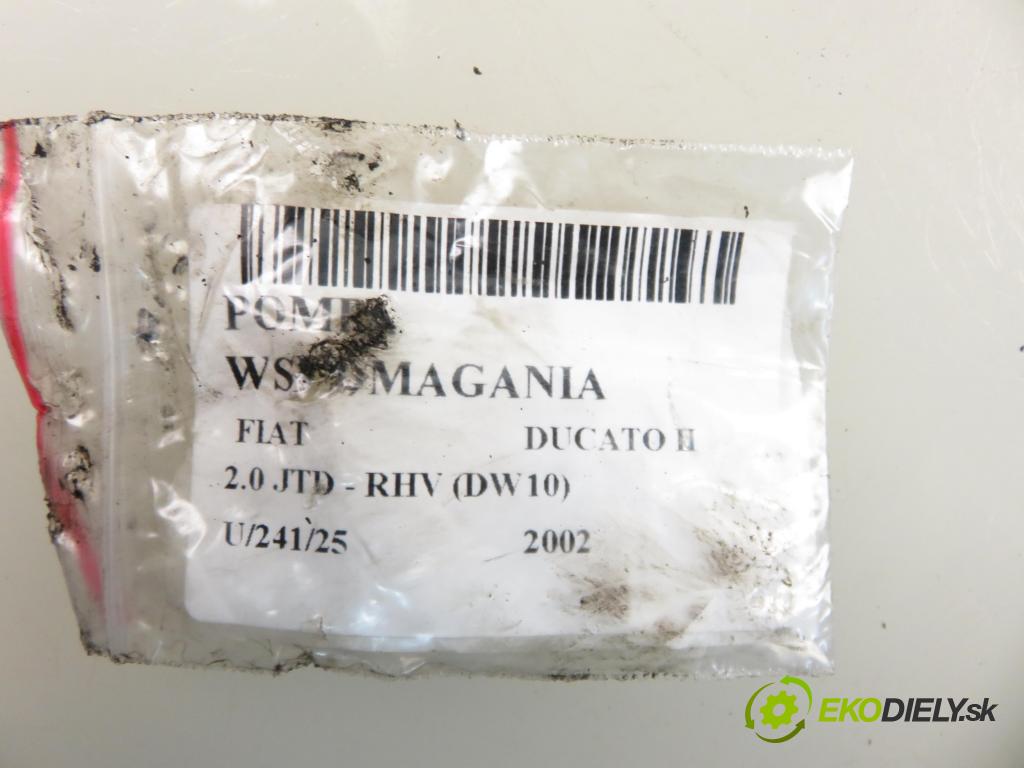 FIAT DUCATO II
2.0 JTD - RHV (DW10)
U/241/25 2002
EKODIELY.sk